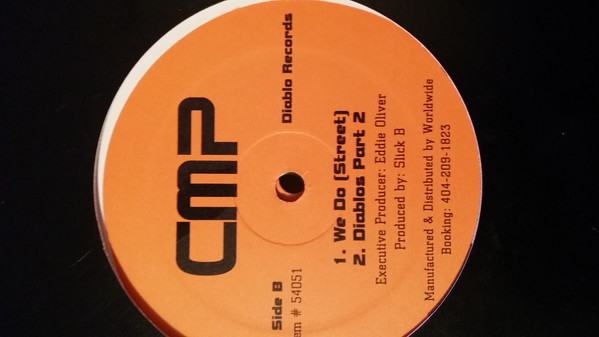 CMP
Side B
Diablo Records
# 54051
1. We Do (Street)
2. Diablos Part 2
Executive Producer: Eddie Oliver
Produced by: Slick B
Manufactured & Distributed by Worldwide
Booking: 404-209-1823